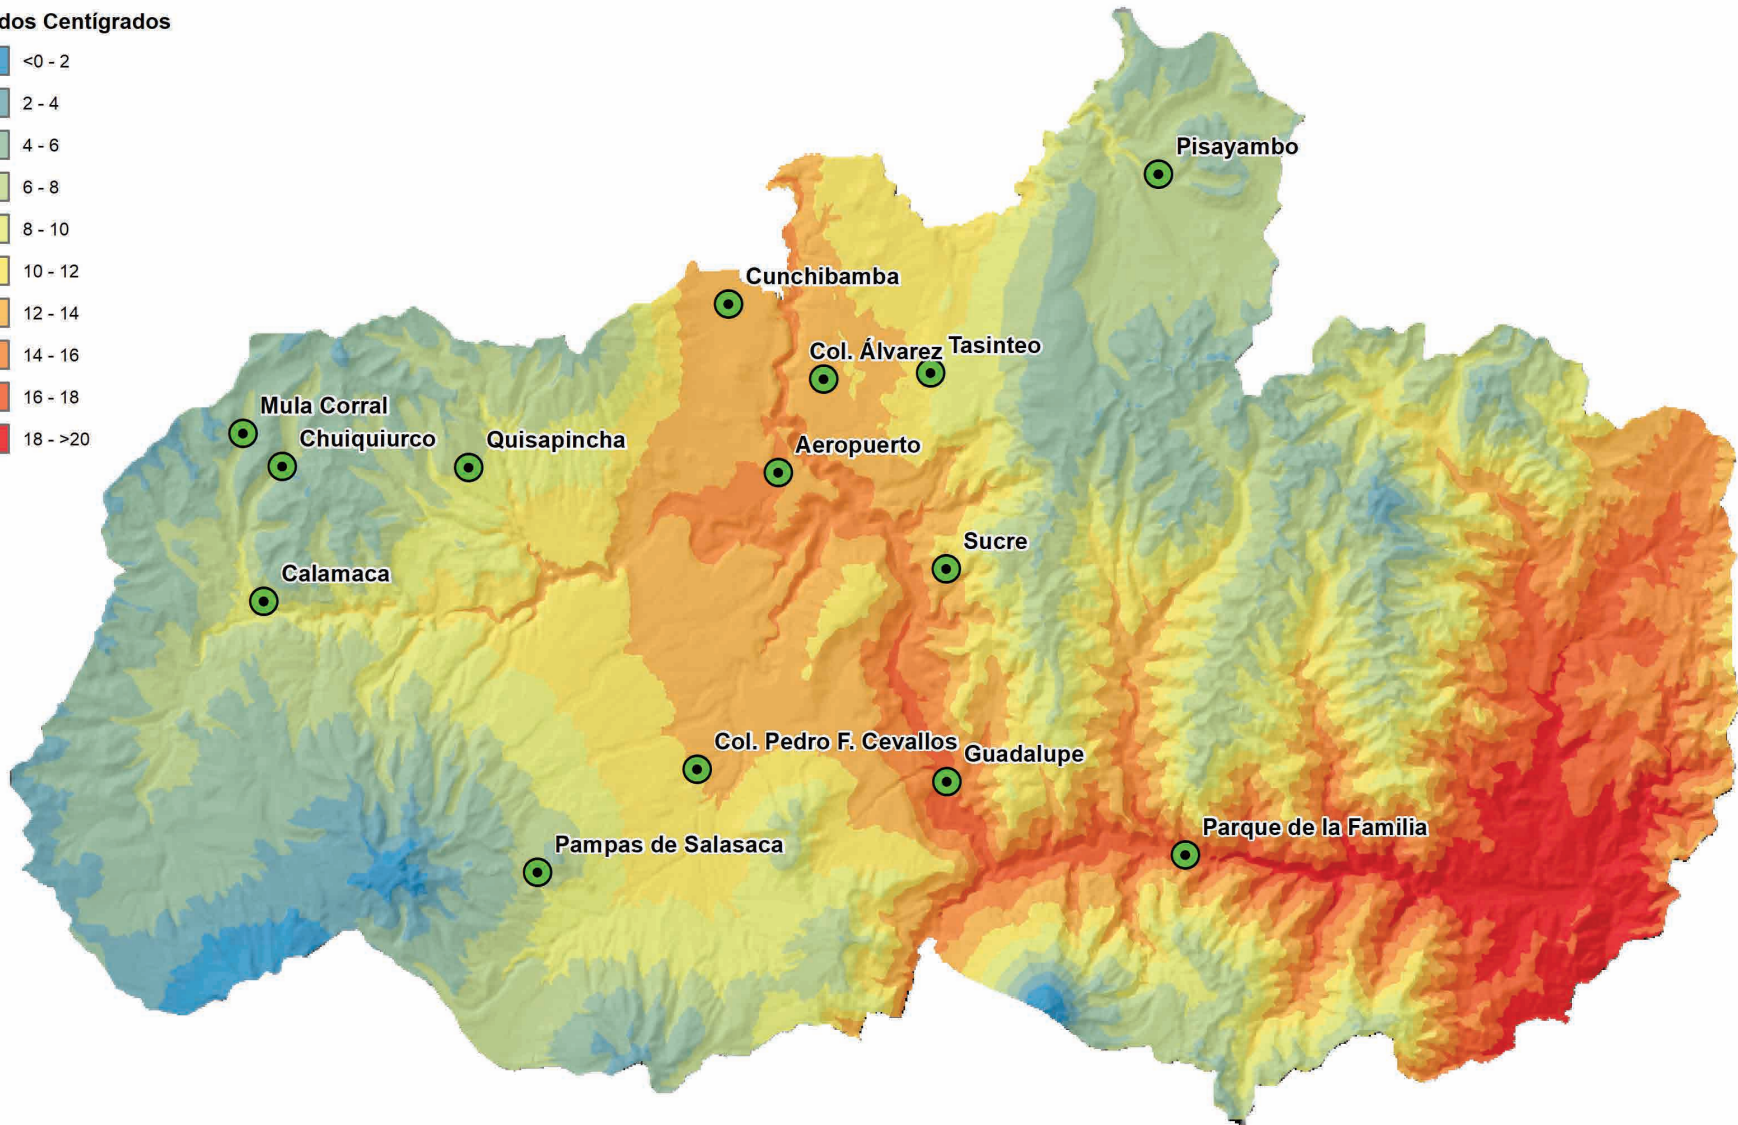 dos Centígrados
<0 - 2
2 - 4
4 - 6
6 - 8
8 - 10
10 - 12
12 - 14
14 - 16
16 - 18
18 - >20
Pisayambo
Cunchibamba
Col. Álvarez
Tasinteo
Mula Corral
Chuiquiurco
Quisapincha
Aeropuerto
Sucre
Calamaca
Col. Pedro F. Cevallos
Guadalupe
Parque de la Familia
Pampas de Salasaca